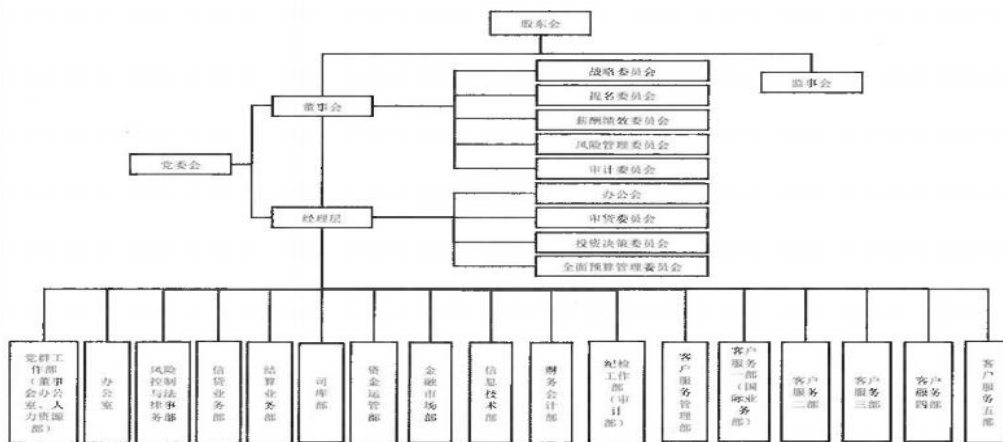 股东会
战略委员会
监事会
提名委员会
董事会
薪酬绩效委员会
风险管理委员会
党委会
审计委员会
办公会
经理层
审贷委员会
投资决策委员会
全面预算管理委员会
党群工
作部
（董事
会办公
室、人
力资源
部）
办
公
室
风险
控制
与法
律事
务部
信
贷
业
务
部
结
算
业
务
部
司
库
部
资
金
运
管
部
金
融
市
场
部
信
息
技
术
部
财
务
会
计
部
纪检
工作
部
（审
计
部）
客
户
服
务
管
理
部
客户
服务
一部
（国
际业
务部）
客户
服务
二部
客户
服务
三部
客户
服务
四部
客
户
服
务
五
部